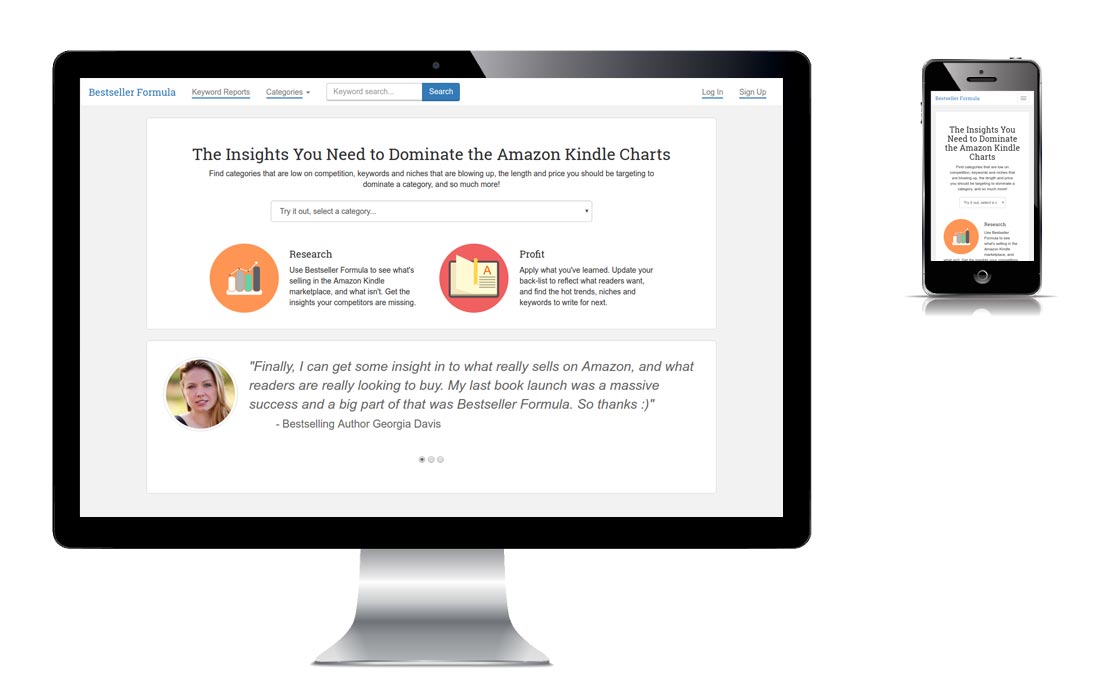 Bestseller Formula Keyword Reports Categories Keyword search... Search Log In Sign Up
The Insights You Need to Dominate the Amazon Kindle Charts
Find categories that are low on competition, keywords and niches that are blowing up, the length and price you should be targeting to
dominate a category, and so much more!
Try it out, select a category...
Research
Use Bestseller Formula to see what's
selling in the Amazon Kindle
marketplace, and what isn't. Get the
insights your competitors are missing.
A
Profit
Apply what you've learned. Update your
back-list to reflect what readers want,
and find the hot trends, niches and
keywords to write for next.
"Finally, I can get some insight in to what really sells on Amazon, and what
readers are really looking to buy. My last book launch was a massive
success and a big part of that was Bestseller Formula. So thanks :)"
- Bestselling Author Georgia Davis
Bestseller Formula
The Insights You
Need to Dominate
the Amazon Kindle
Charts
Find categories that are low on
competition, keywords and niches that
are blowing up, the length and price
you should be targeting to dominate a
category, and so much more!
Try it out, select a c
Research
Use Bestseller
Formula to see
what's selling in the
Amazon Kindle